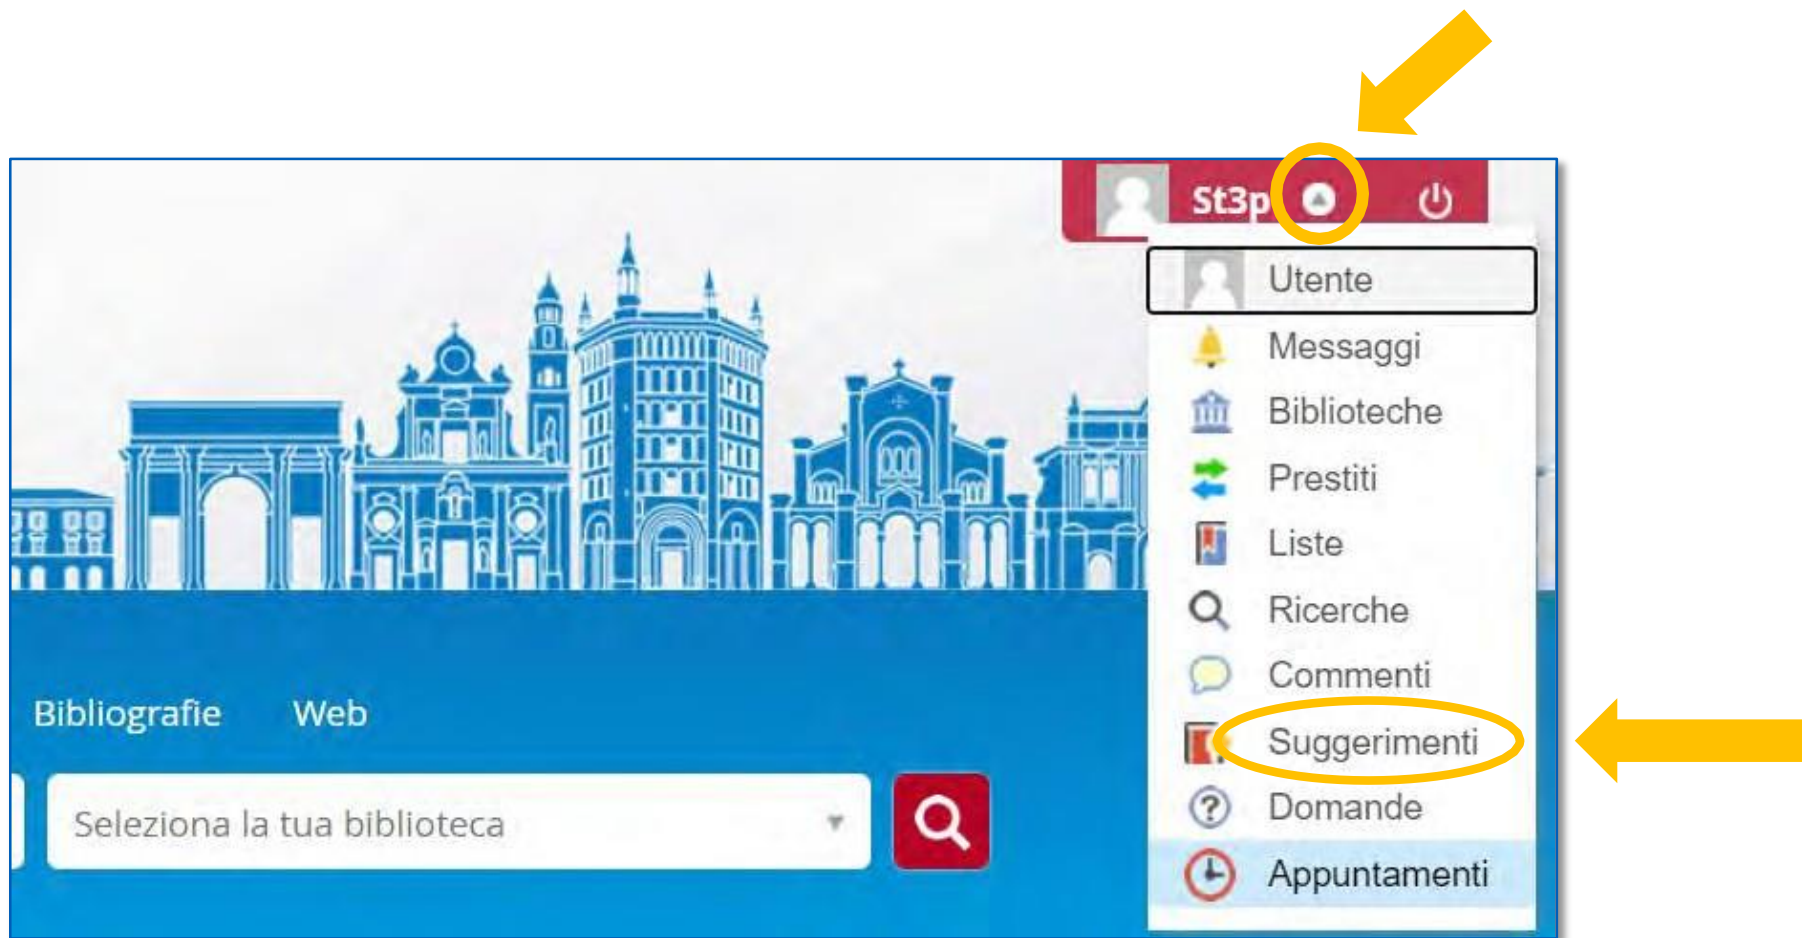 St3p
Utente
Messaggi
Biblioteche
Prestiti
Liste
Ricerche
Commenti
Bibliografie Web
Suggerimenti
Domande
Seleziona la tua biblioteca
Appuntamenti